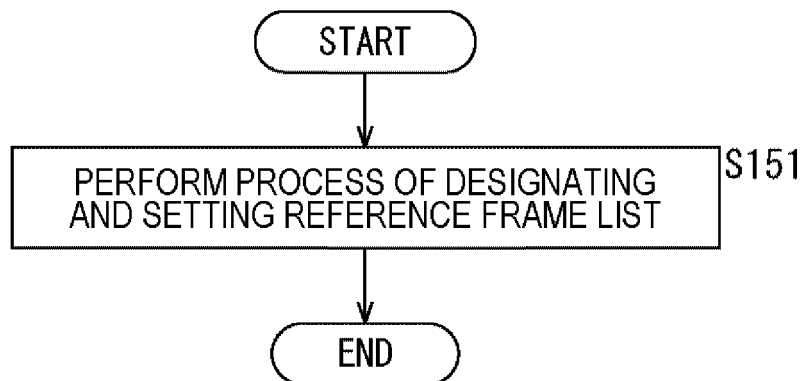 START
PERFORM PROCESS OF DESIGNATING
AND SETTING REFERENCE FRAME LIST
S151
END